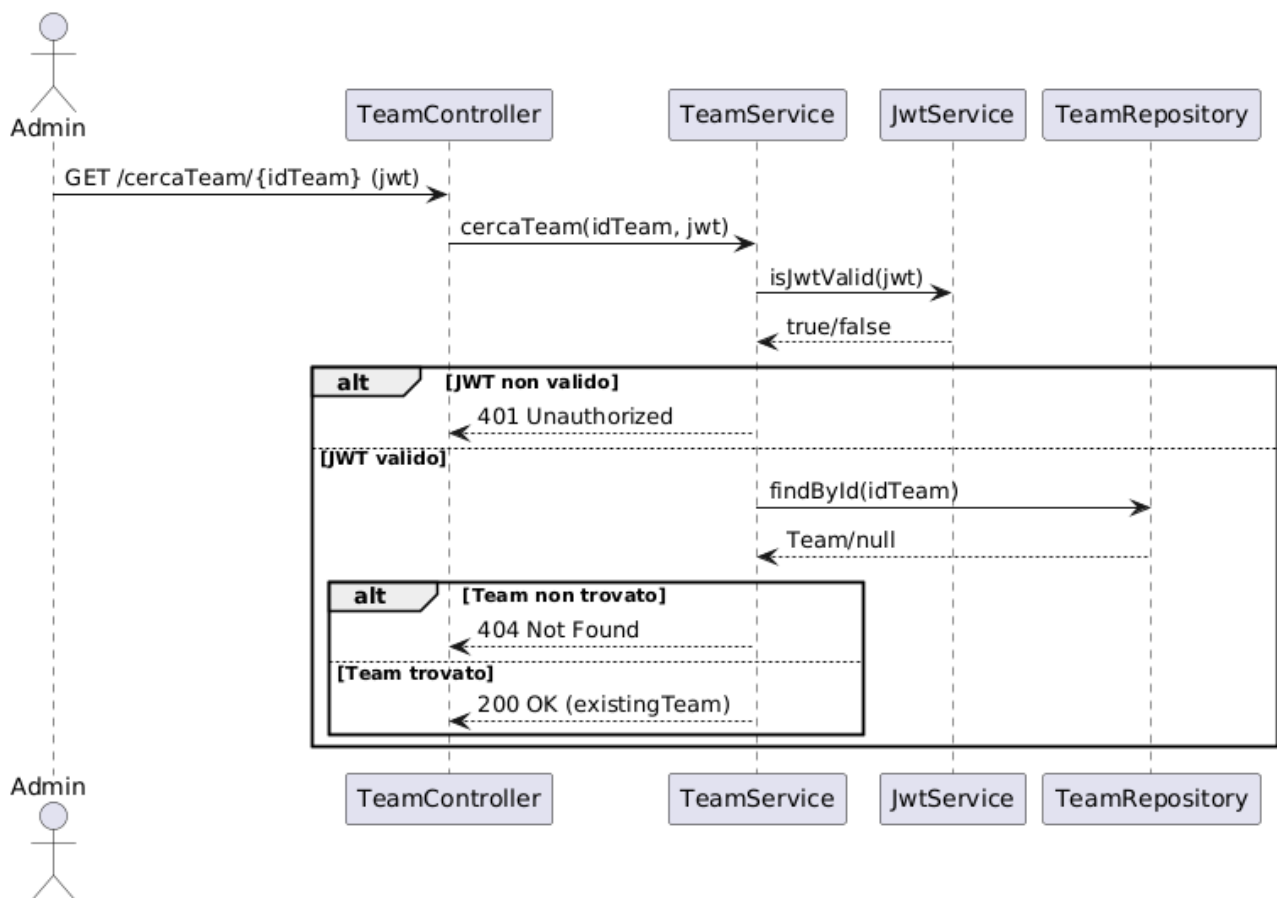 Admin
TeamController
TeamService
JwtService
TeamRepository
GET /cercaTeam/{idTeam} (jwt)
cercaTeam(idTeam, jwt)
isJwtValid(jwt)
true/false
alt
[JWT non valido]
401 Unauthorized
[JWT valido]
findById(idTeam)
Team/null
alt
[Team non trovato]
404 Not Found
[Team trovato]
200 OK (existingTeam)
Admin
TeamController
TeamService
JwtService
TeamRepository